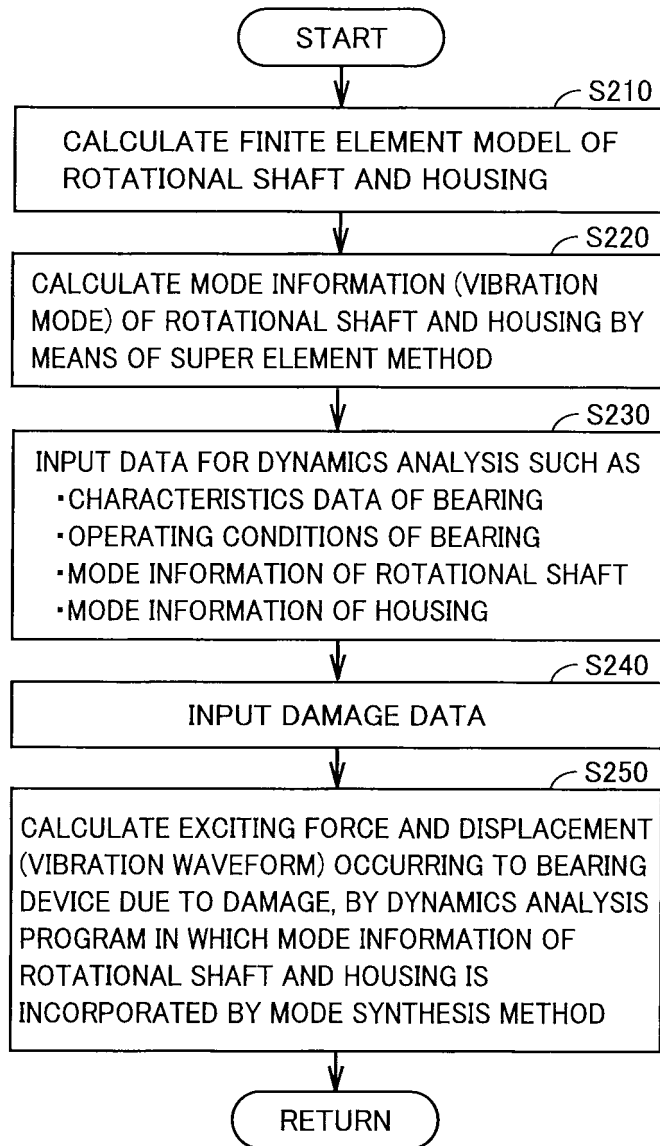 START
S210
CALCULATE FINITE ELEMENT MODEL OF
ROTATIONAL SHAFT AND HOUSING
S220
CALCULATE MODE INFORMATION (VIBRATION
MODE) OF ROTATIONAL SHAFT AND HOUSING BY
MEANS OF SUPER ELEMENT METHOD
S230
INPUT DATA FOR DYNAMICS ANALYSIS SUCH AS
・CHARACTERISTICS DATA OF BEARING
・OPERATING CONDITIONS OF BEARING
・MODE INFORMATION OF ROTATIONAL SHAFT
・MODE INFORMATION OF HOUSING
S240
INPUT DAMAGE DATA
S250
CALCULATE EXCITING FORCE AND DISPLACEMENT
(VIBRATION WAVEFORM) OCCURRING TO BEARING
DEVICE DUE TO DAMAGE, BY DYNAMICS ANALYSIS
PROGRAM IN WHICH MODE INFORMATION OF
ROTATIONAL SHAFT AND HOUSING IS
INCORPORATED BY MODE SYNTHESIS METHOD
RETURN